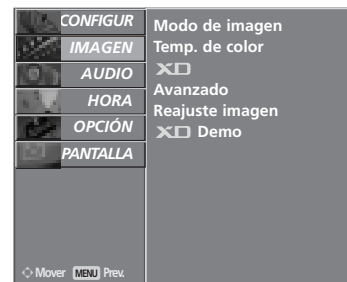 CONFIGUR
IMAGEN
AUDIO
HORA
OPCIÓN
PANTALLA
Mover MENU Prev.
Modo de imagen
Temp. de color
XD
Avanzado
Reajuste imagen
XD Demo